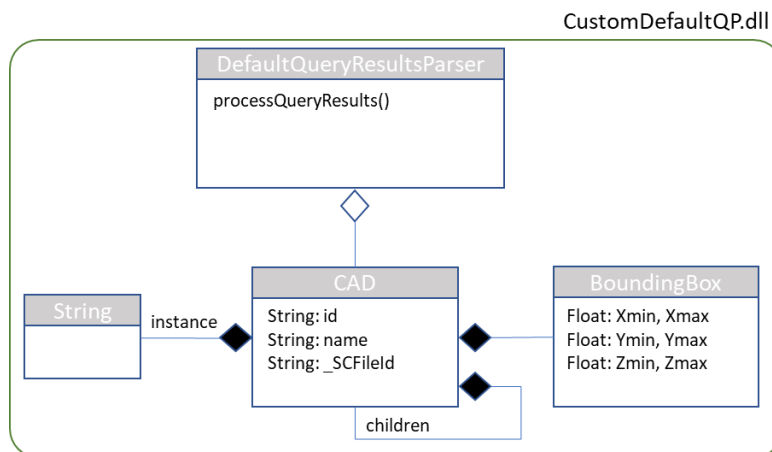 CustomDefaultQP.dll
DefaultQueryResultsParser
processQueryResults()
CAD
String: id
String: name
String: _SCFileId
String
instance
BoundingBox
Float: Xmin, Xmax
Float: Ymin, Ymax
Float: Zmin, Zmax
children